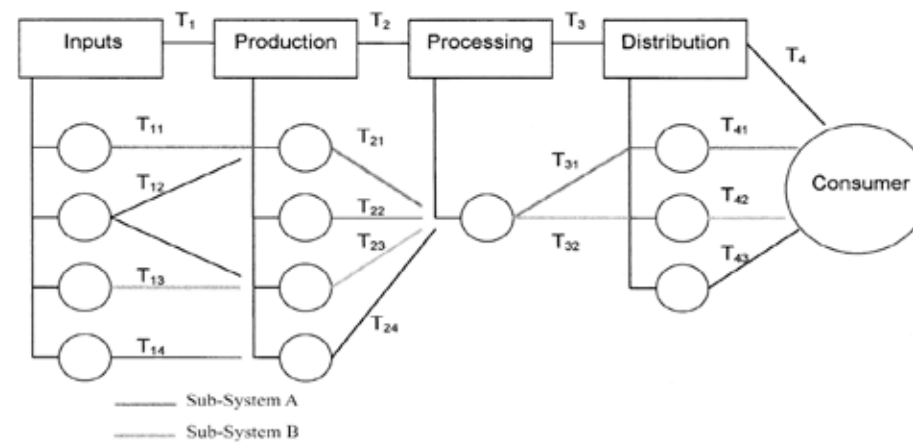 T1 T2 T3
Inputs Production Processing Distribution
T4
T11 T21 T41
T31
T12 Consumer
T22 T42
T23
T32 T43
T13
T24
T14
Sub-System A
Sub-System B